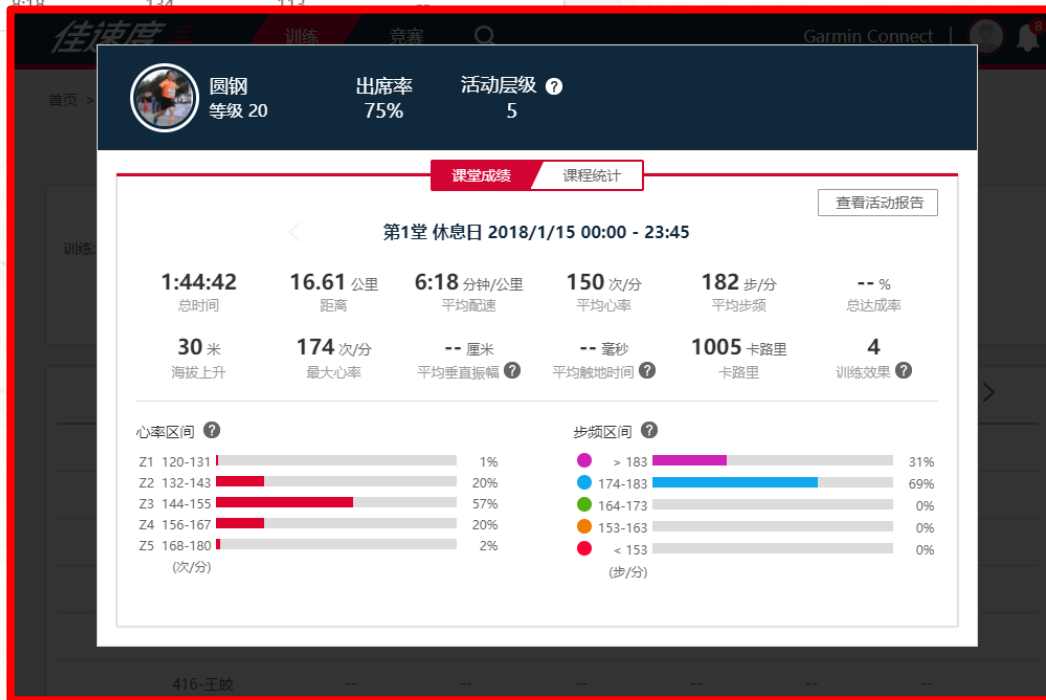 8:18 134 113 --
佳速度 训练 竞赛 Garmin Connect | 8
首页 >
圆钢 出席率 活动层级 ?
等级 20 75% 5
课堂成绩 课程统计
查看活动报告
第1堂 休息日 2018/1/15 00:00 - 23:45
训练:
1:44:42 16.61 公里 6:18 分钟/公里 150 次/分 182 步/分 -- %
总时间 距离 平均配速 平均心率 平均步频 总达成率
30 米 174 次/分 -- 厘米 -- 毫秒 1005 卡路里 4
海拔上升 最大心率 平均垂直振幅 ? 平均触地时间 ? 卡路里 训练效果 ?
心率区间 ? 步频区间 ?
Z1 120-131 1% > 183 31%
Z2 132-143 20% 174-183 69%
Z3 144-155 57% 164-173 0%
Z4 156-167 20% 153-163 0%
Z5 168-180 2% < 153 0%
(次/分) (步/分)
416-王皎 -- -- -- -- -- --